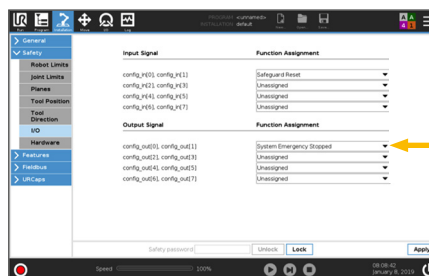 PROGRAM <unnamed>
INSTALLATION default
A A
4 1
Run Program Installation Move I/O Log
General
Safety
Robot Limits
Joint Limits
Planes
Tool Position
Tool
Direction
I/O
Hardware
Features
Fieldbus
URCaps
Input Signal Function Assignment
config_in[0], config_in[1] Safeguard Reset
config_in[2], config_in[3] Unassigned
config_in[4], config_in[5] Unassigned
config_in[6], config_in[7] Unassigned
Output Signal Function Assignment
config_out[0], config_out[1] System Emergency Stopped
config_out[2], config_out[3] Unassigned
config_out[4], config_out[5] Unassigned
config_out[6], config_out[7] Unassigned
Safety password Unlock Lock Apply
Speed 100%
08:08:42
January 8, 2019